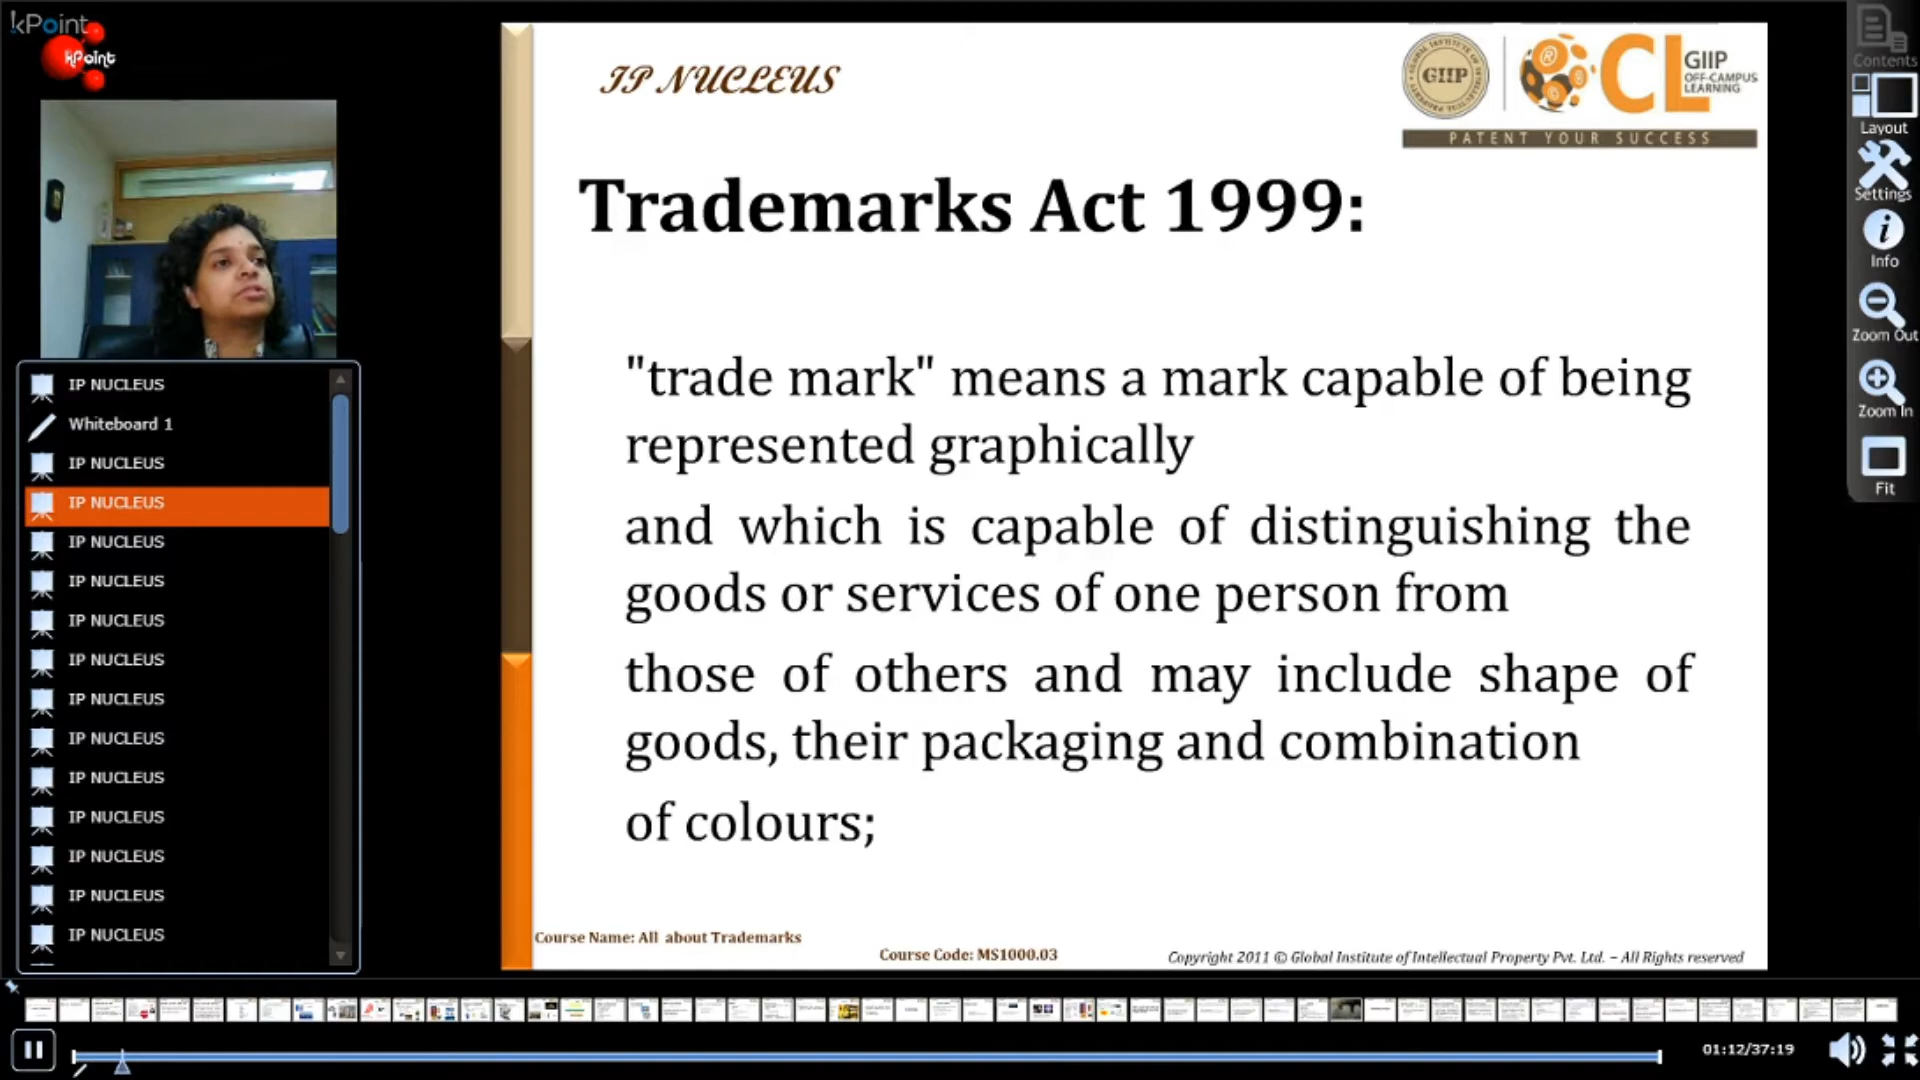 kPoint
kPoint
IP NUCLEUS
GIIP
CL
GIIP
OFF-CAMPUS
LEARNING
PATENT YOUR SUCCESS
Trademarks Act 1999:
"trade mark" means a mark capable of being
represented graphically
and which is capable of distinguishing the
goods or services of one person from
those of others and may include shape of
goods, their packaging and combination
of colours;
Course Name: All about Trademarks
Course Code: MS1000.03
Copyright 2011 © Global Institute of Intellectual Property Pvt. Ltd. – All Rights reserved
IP NUCLEUS
Whiteboard 1
IP NUCLEUS
IP NUCLEUS
IP NUCLEUS
IP NUCLEUS
IP NUCLEUS
IP NUCLEUS
IP NUCLEUS
IP NUCLEUS
IP NUCLEUS
IP NUCLEUS
IP NUCLEUS
IP NUCLEUS
IP NUCLEUS
Contents
Layout
Settings
Info
Zoom Out
Zoom In
Fit
01:12/37:19